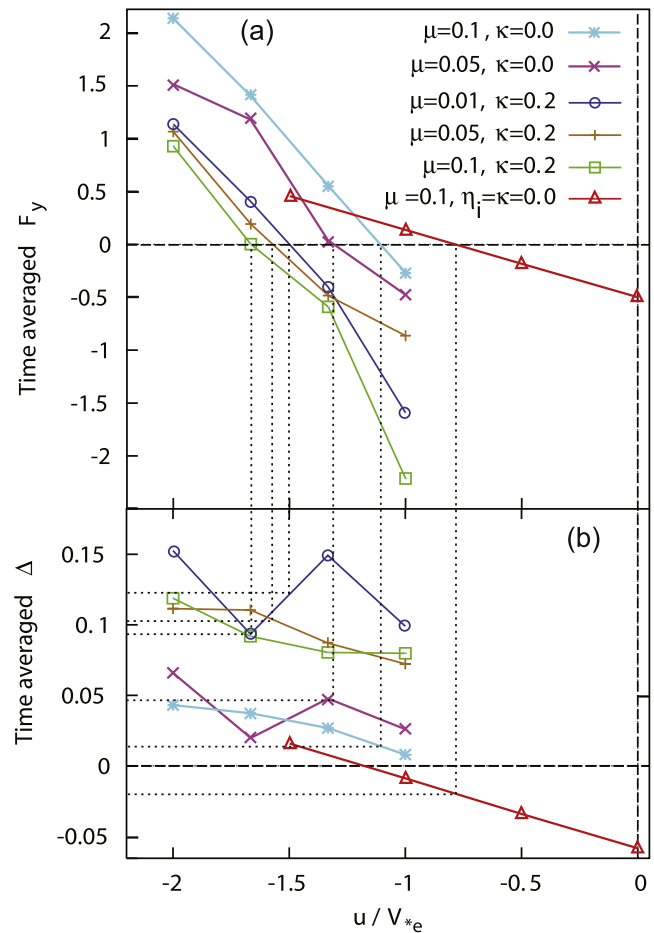 (a)
μ=0.1, κ=0.0
μ=0.05, κ=0.0
μ=0.01, κ=0.2
μ=0.05, κ=0.2
μ=0.1, κ=0.2
μ =0.1, η_i=κ=0.0
Time averaged F_y
2
1.5
1
0.5
0
-0.5
-1
-1.5
-2
(b)
Time averaged Δ
0.15
0.1
0.05
0
-0.05
-2 -1.5 -1 -0.5 0
u / V_{*e}